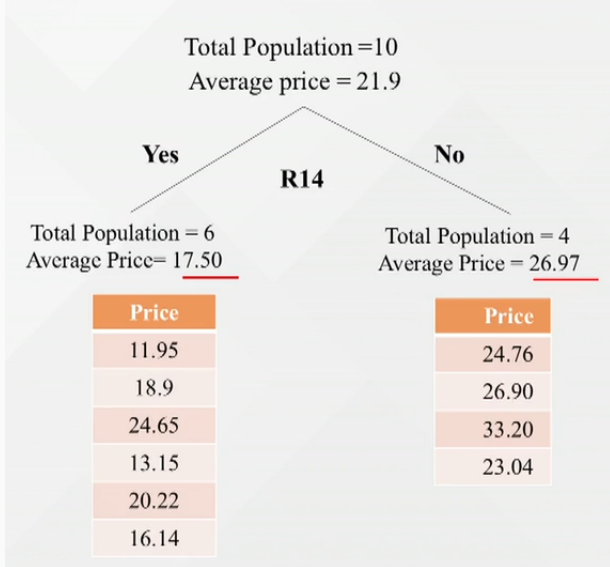 Total Population =10
Average price = 21.9
Yes
No
R14
Total Population = 6
Average Price= 17.50
Total Population = 4
Average Price = 26.97
Price
11.95
18.9
24.65
13.15
20.22
16.14
Price
24.76
26.90
33.20
23.04